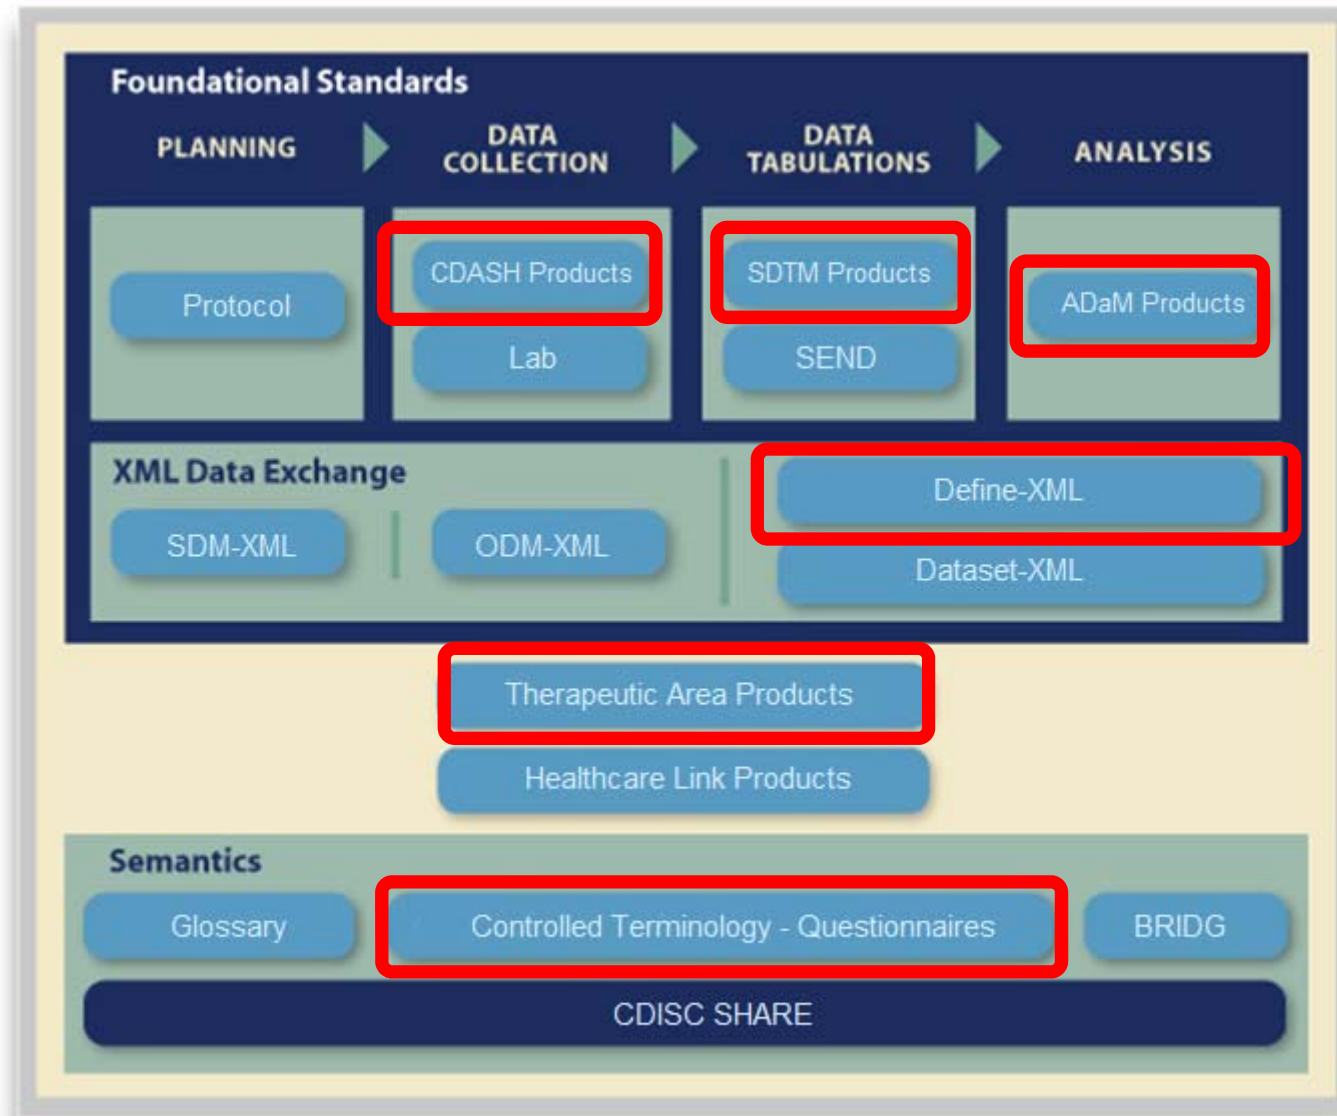 Foundational Standards
PLANNING
DATA
COLLECTION
DATA
TABULATIONS
ANALYSIS
Protocol
CDASH Products
Lab
SDTM Products
SEND
ADaM Products
XML Data Exchange
SDM-XML
ODM-XML
Define-XML
Dataset-XML
Therapeutic Area Products
Healthcare Link Products
Semantics
Glossary
Controlled Terminology - Questionnaires
BRIDG
CDISC SHARE